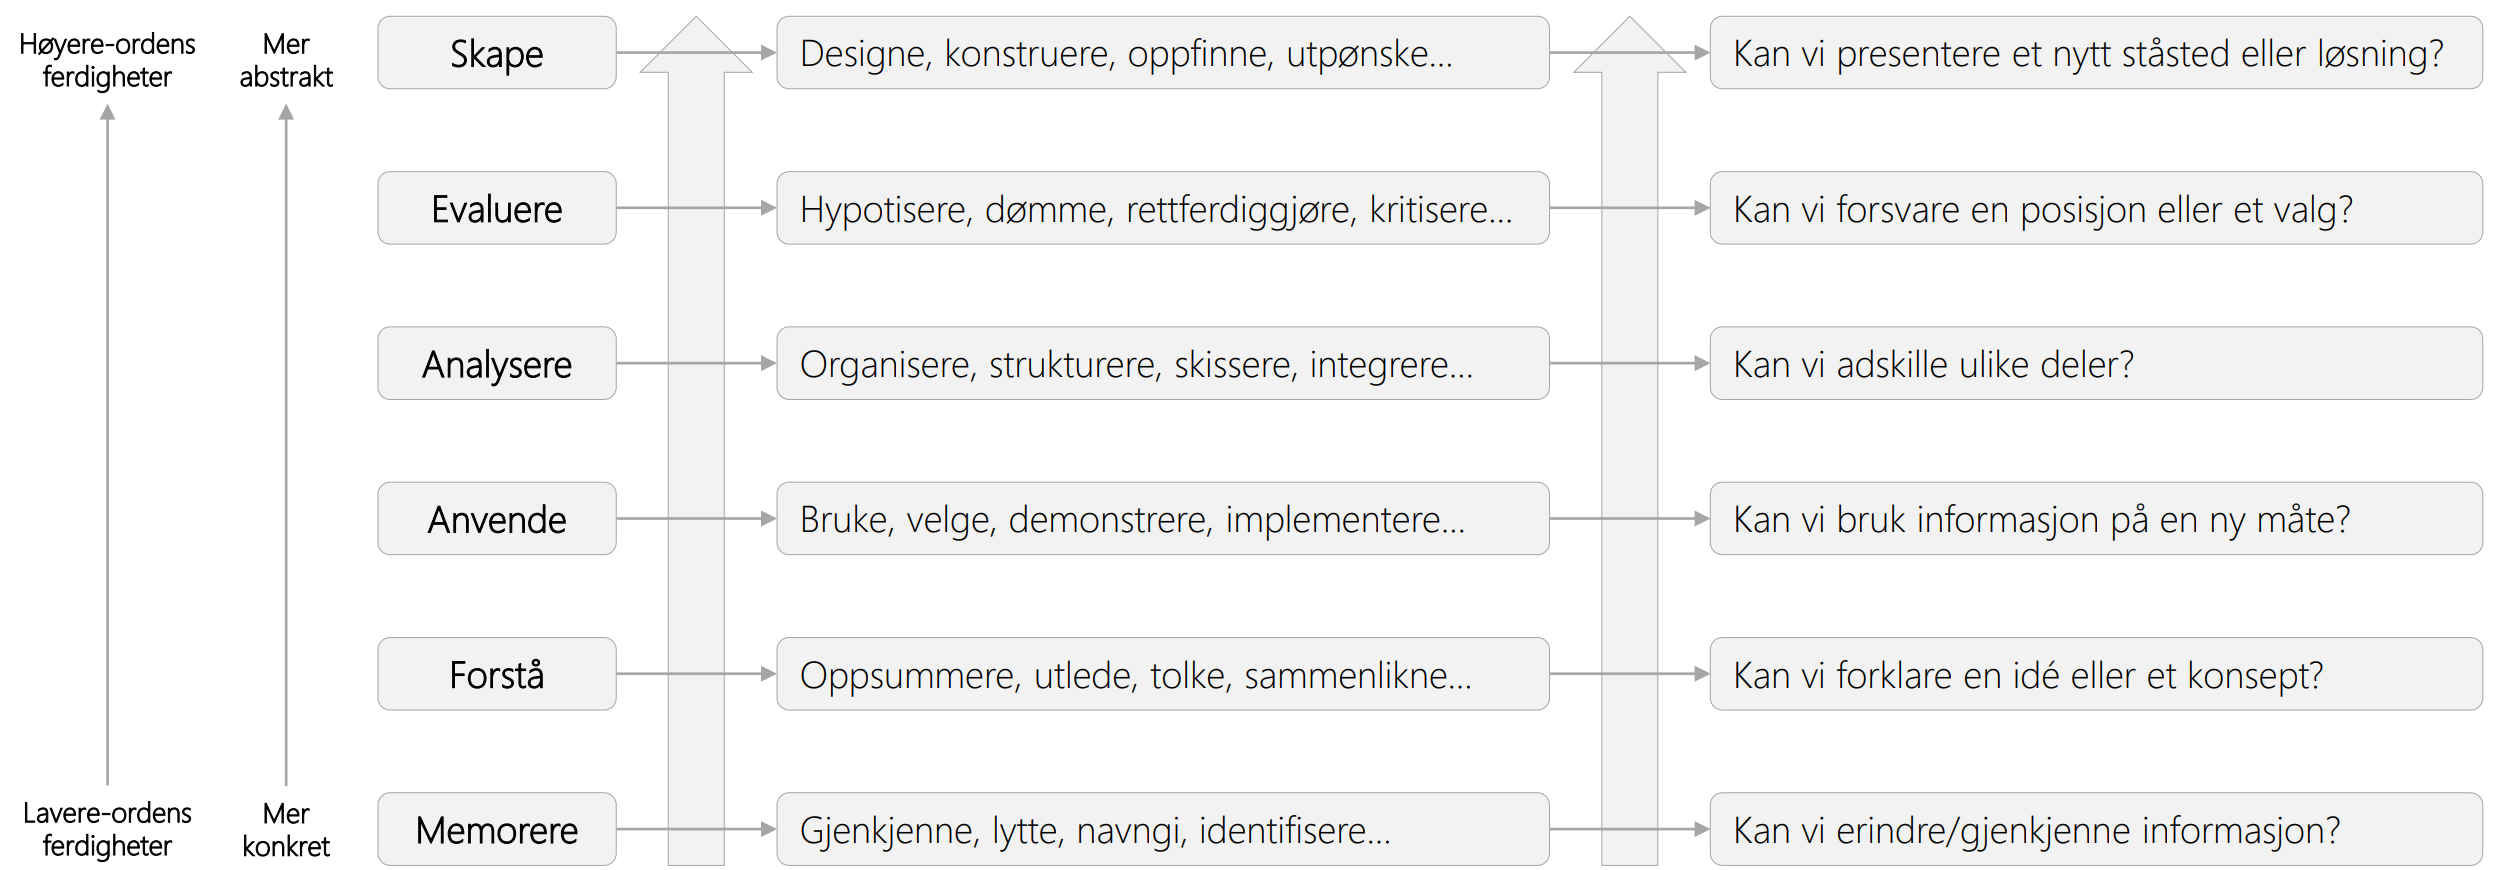 Høyere-ordens
ferdigheter
Mer
abstrakt
Skape
Designe, konstruere, oppfinne, utpønske...
Kan vi presentere et nytt ståsted eller løsning?
Evaluere
Hypotisere, dømme, rettferdiggjøre, kritisere...
Kan vi forsvare en posisjon eller et valg?
Analysere
Organisere, strukturere, skissere, integrere...
Kan vi adskille ulike deler?
Anvende
Bruke, velge, demonstrere, implementere...
Kan vi bruk informasjon på en ny måte?
Forstå
Oppsummere, utlede, tolke, sammenlikne...
Kan vi forklare en idé eller et konsept?
Lavere-ordens
ferdigheter
Mer
konkret
Memorere
Gjenkjenne, lytte, navngi, identifisere...
Kan vi erindre/gjenkjenne informasjon?